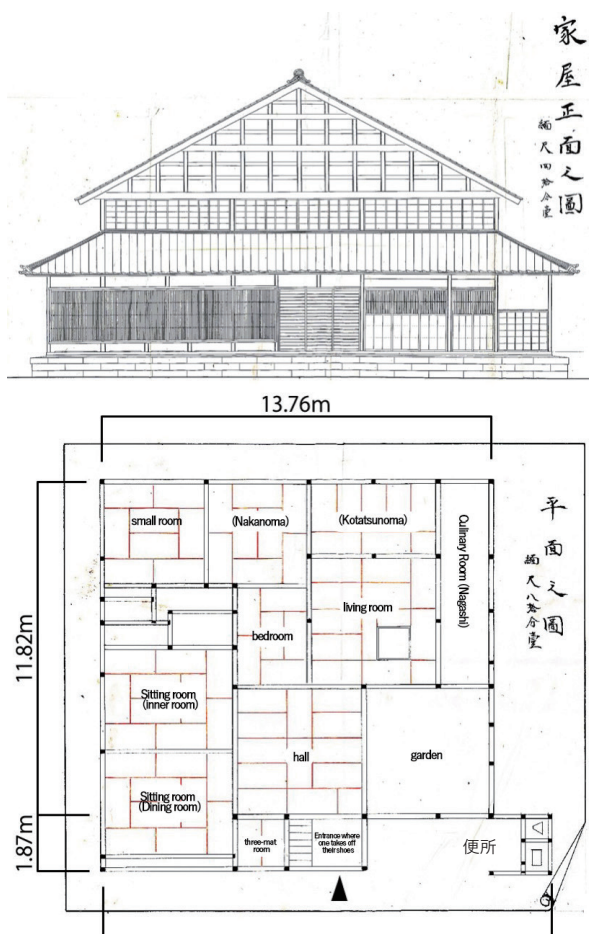 家屋正面之圖
縮尺四拾分壹
13.76m
平面之圖
縮尺八拾分壹
11.82m
1.87m
small room
(Nakanoma)
(Kotatsunoma)
Culinary Room (Nagashi)
living room
bedroom
Sitting room
(inner room)
hall
garden
Sitting room
(Dining room)
three-mat
room
Entrance where
one takes off
their shoes
便所